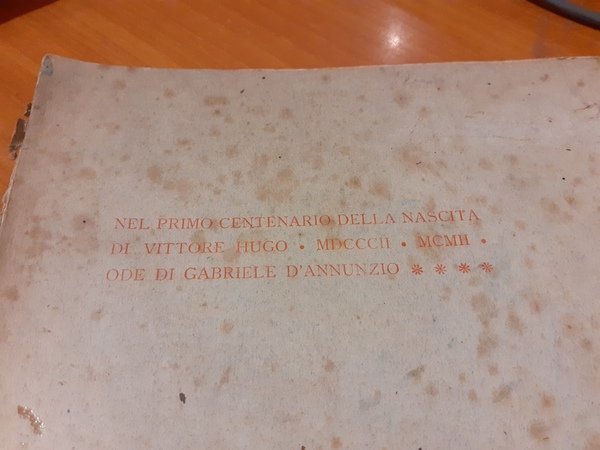 NEL PRIMO CENTENARIO DELLA NASCITA
DI VITTORE HUGO • MDCCCII • MCMII •
ODE DI GABRIELE D'ANNUNZIO * * * *